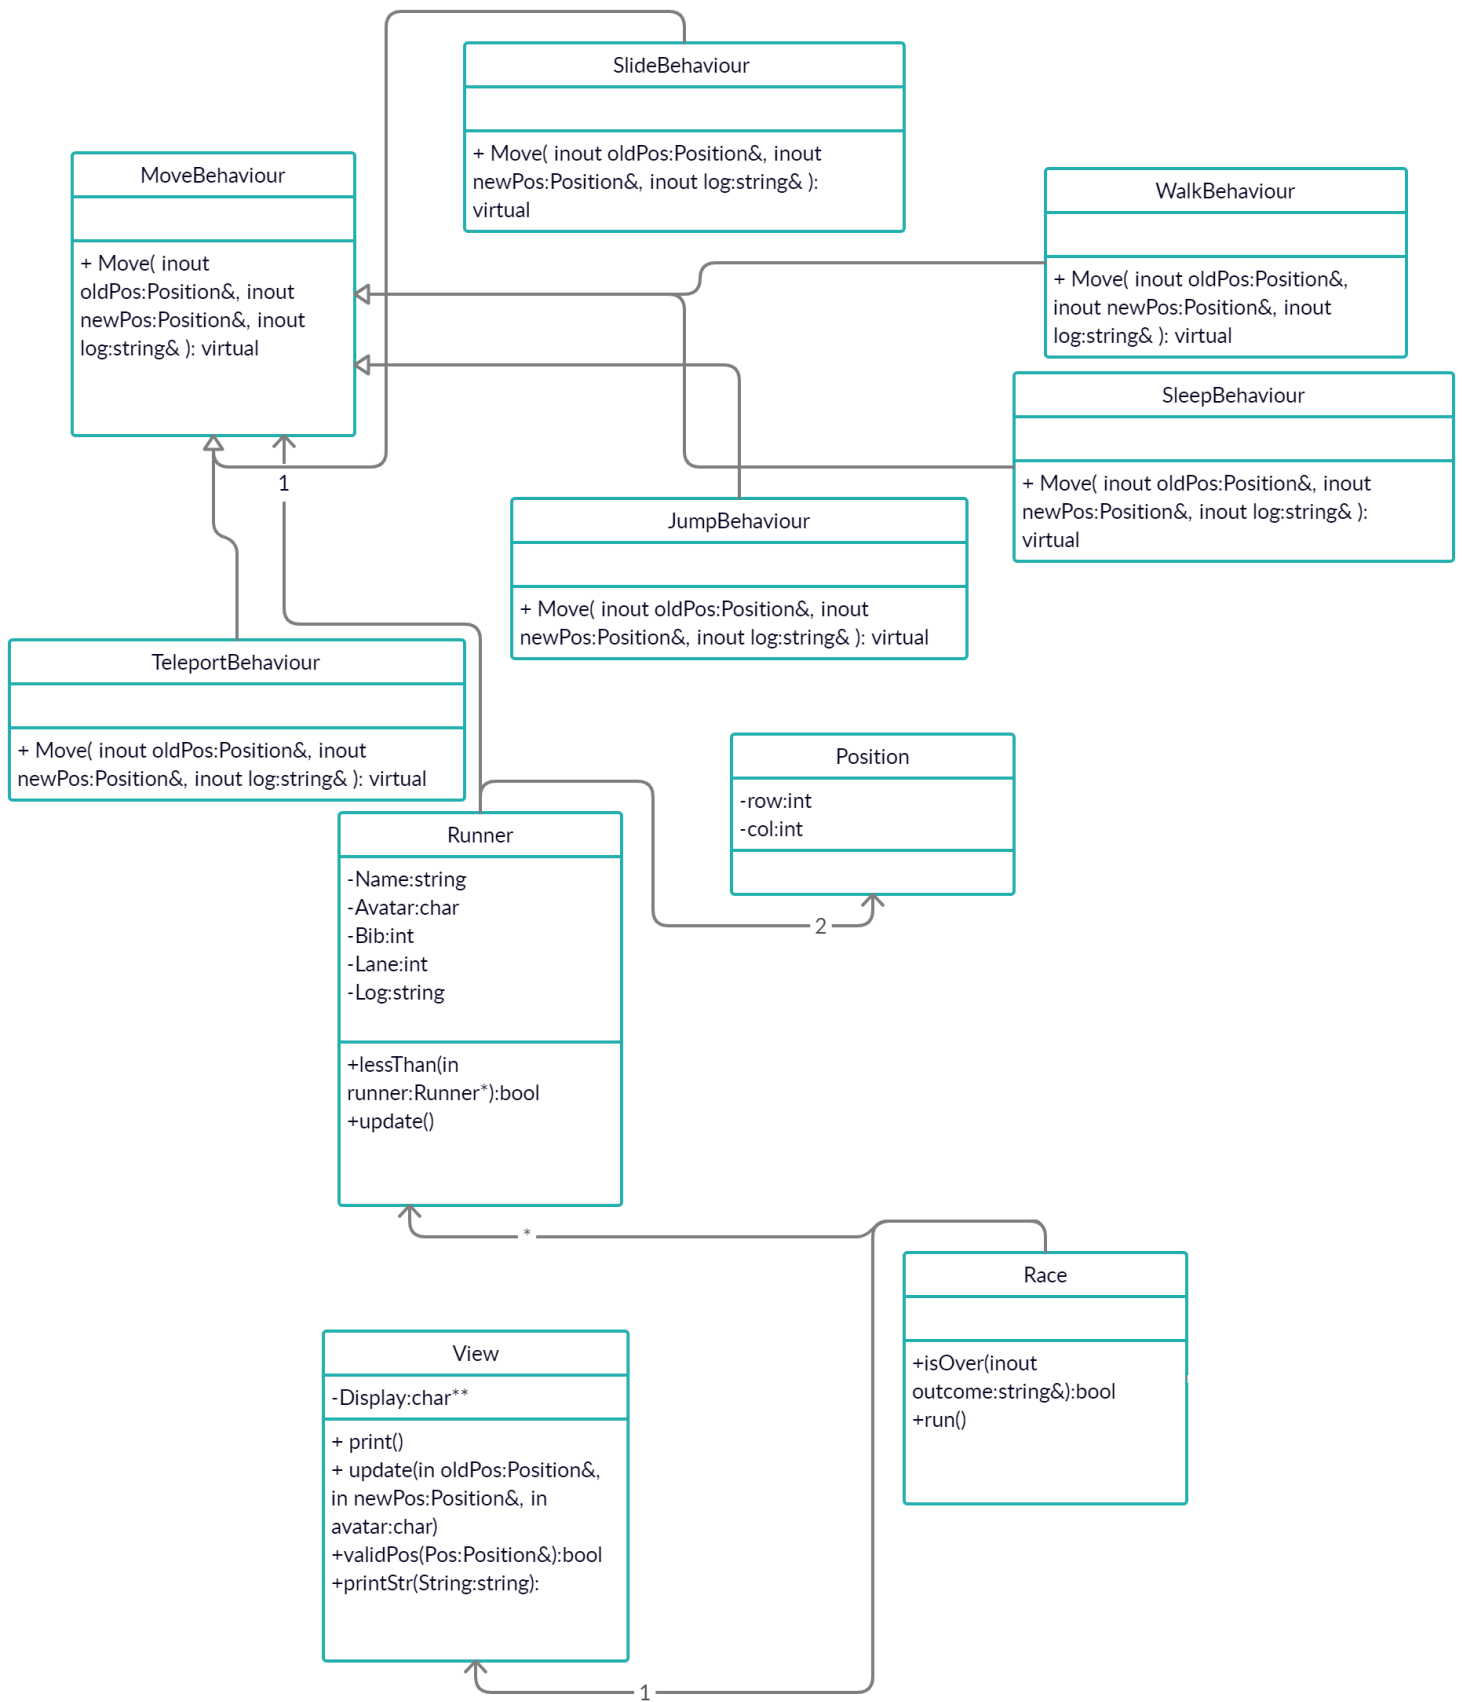 SlideBehaviour
+ Move( inout oldPos:Position&, inout
newPos:Position&, inout log:string& ):
virtual
MoveBehaviour
+ Move( inout
oldPos:Position&, inout
newPos:Position&, inout
log:string& ): virtual
WalkBehaviour
+ Move( inout oldPos:Position&,
inout newPos:Position&, inout
log:string& ): virtual
SleepBehaviour
+ Move( inout oldPos:Position&, inout
newPos:Position&, inout log:string& ):
virtual
1
JumpBehaviour
+ Move( inout oldPos:Position&, inout
newPos:Position&, inout log:string& ): virtual
TeleportBehaviour
+ Move( inout oldPos:Position&, inout
newPos:Position&, inout log:string& ): virtual
Position
-row:int
-col:int
2
Runner
-Name:string
-Avatar:char
-Bib:int
-Lane:int
-Log:string
+lessThan(in
runner:Runner*):bool
+update()
*
Race
+isOver(inout
outcome:string&):bool
+run()
View
-Display:char**
+ print()
+ update(in oldPos:Position&,
in newPos:Position&, in
avatar:char)
+validPos(Pos:Position&):bool
+printStr(String:string):
1